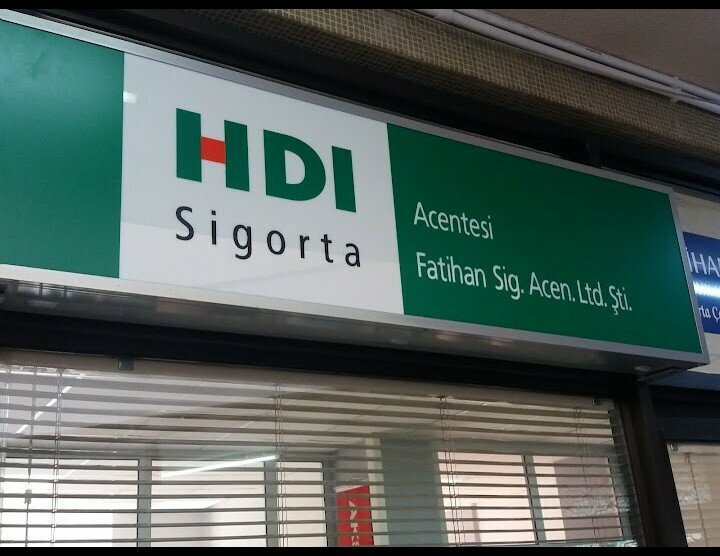 HDI
Sigorta
Acentesi
Fatihan Sig. Acen. Ltd. Şti.